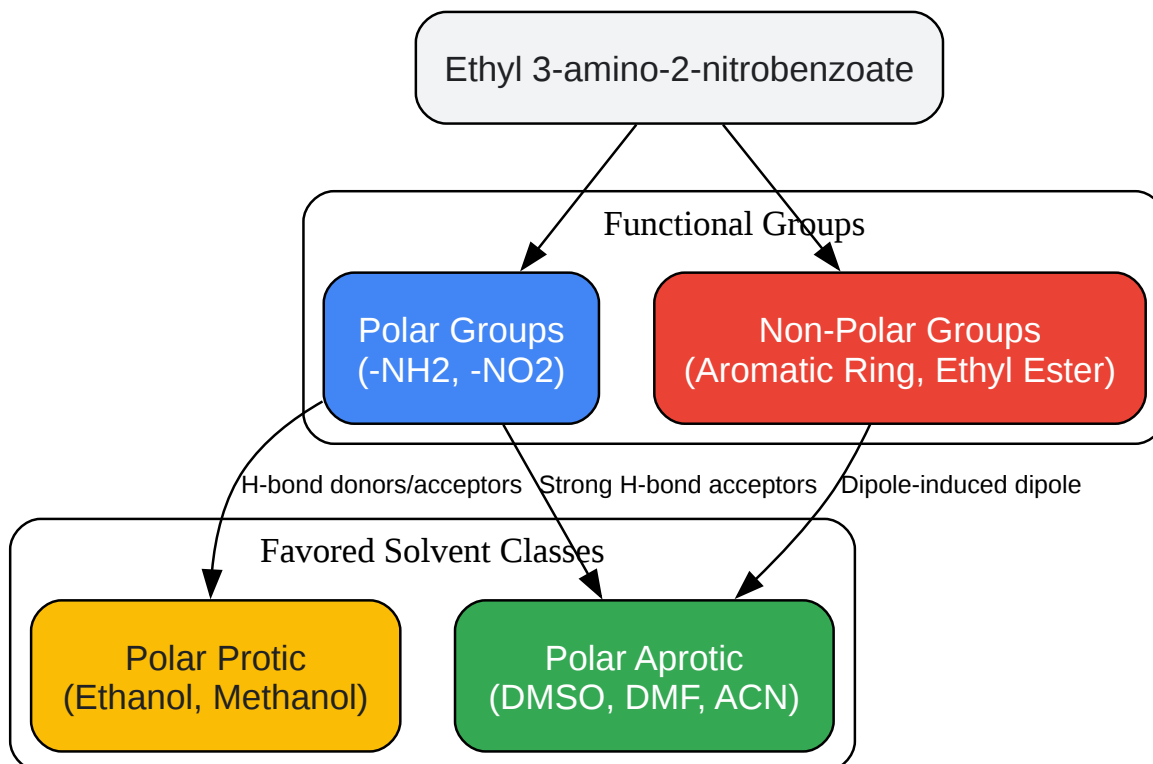 Ethyl 3-amino-2-nitrobenzoate
Functional Groups
Polar Groups
(-NH2, -NO2)
Non-Polar Groups
(Aromatic Ring, Ethyl Ester)
H-bond donors/acceptors
Strong H-bond acceptors
Dipole-induced dipole
Favored Solvent Classes
Polar Protic
(Ethanol, Methanol)
Polar Aprotic
(DMSO, DMF, ACN)